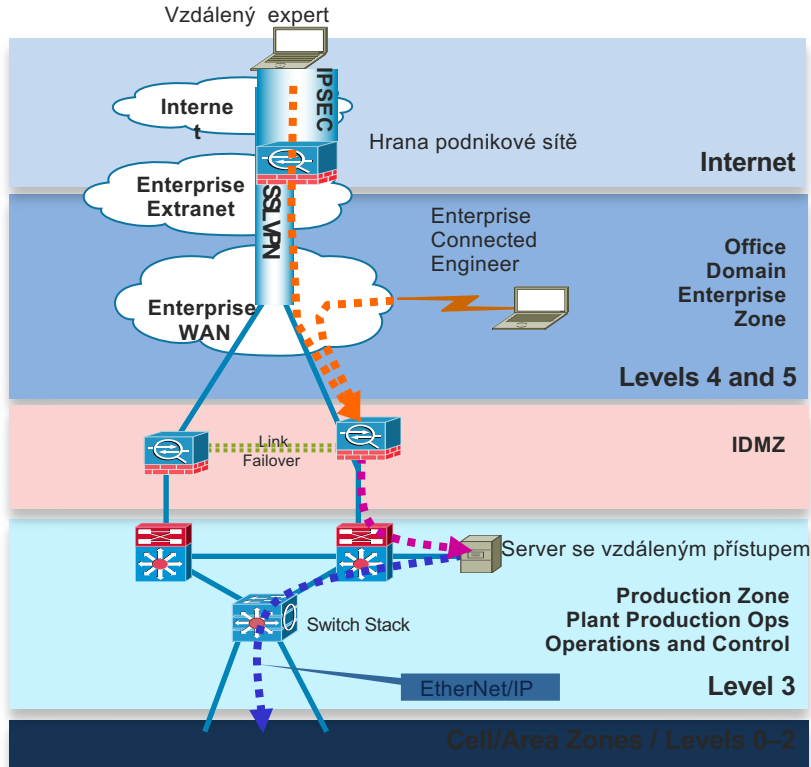 Vzdálený expert
IPSEC
Interne
t
Hrana podnikové sítě
Internet
Enterprise
Extranet
SSL VPN
Enterprise
Connected
Engineer
Office
Domain
Enterprise
Zone
Enterprise
WAN
Levels 4 and 5
Link
Failover
IDMZ
Server se vzdáleným přístupem
Production Zone
Plant Production Ops
Operations and Control
Switch Stack
EtherNet/IP
Level 3
Cell/Area Zones / Levels 0–2